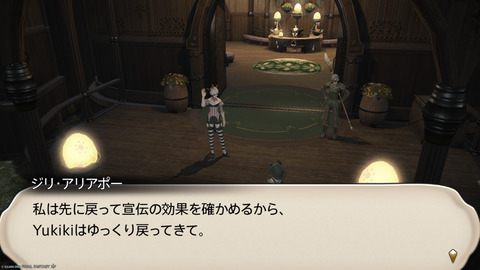 ジリ・アリアポー
私は先に戻って宣伝の効果を確かめるから、
Yukikiはゆっくり戻ってきて。